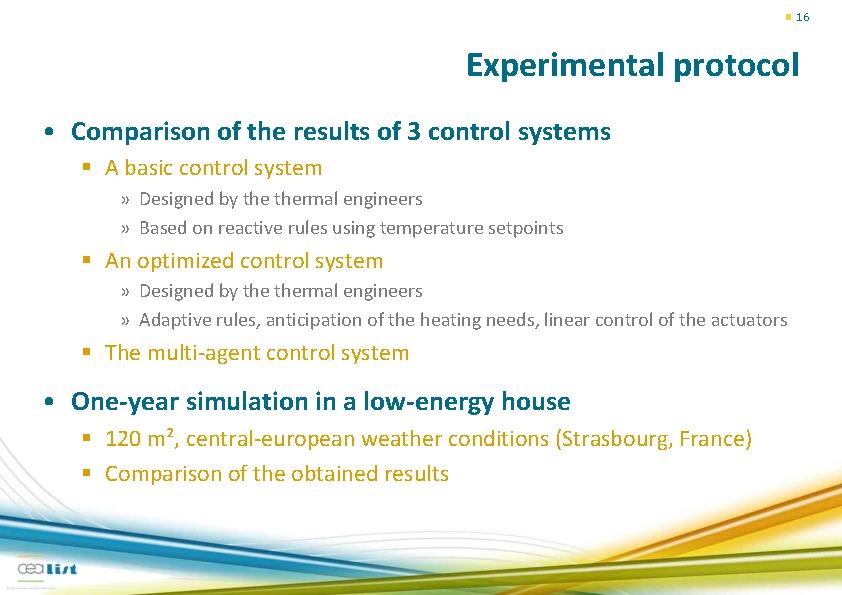 16
Experimental protocol
• Comparison of the results of 3 control systems
▪ A basic control system
» Designed by the thermal engineers
» Based on reactive rules using temperature setpoints
▪ An optimized control system
» Designed by the thermal engineers
» Adaptive rules, anticipation of the heating needs, linear control of the actuators
▪ The multi-agent control system
• One-year simulation in a low-energy house
▪ 120 m², central-european weather conditions (Strasbourg, France)
▪ Comparison of the obtained results
cea list